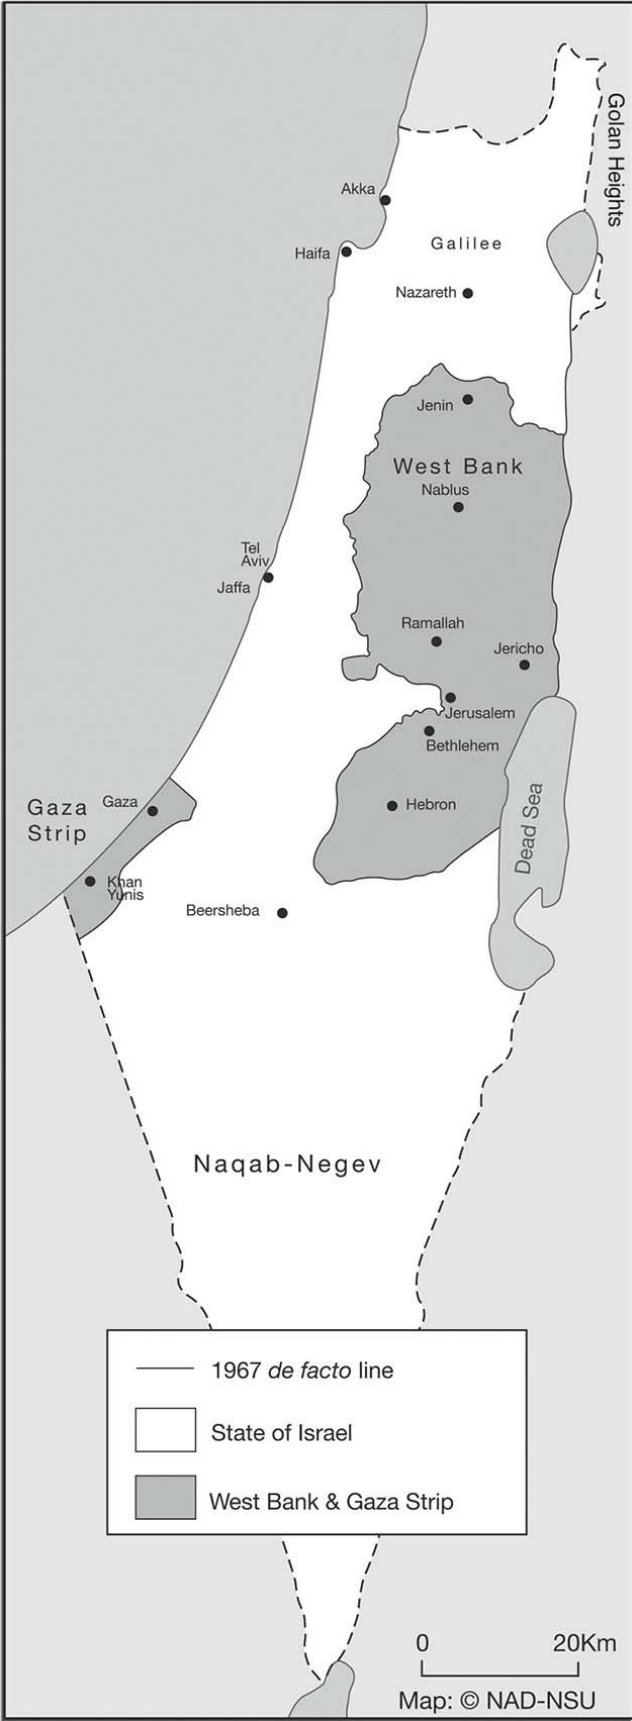 Golan Heights
Akka
Galilee
Haifa
Nazareth
Jenin
West Bank
Nablus
Tel
Aviv
Jaffa
Ramallah
Jericho
Jerusalem
Bethlehem
Dead Sea
Gaza
Strip
Gaza
Hebron
Khan
Yunis
Beersheba
Naqab-Negev
1967 de facto line
State of Israel
West Bank & Gaza Strip
0 20Km
Map: © NAD-NSU